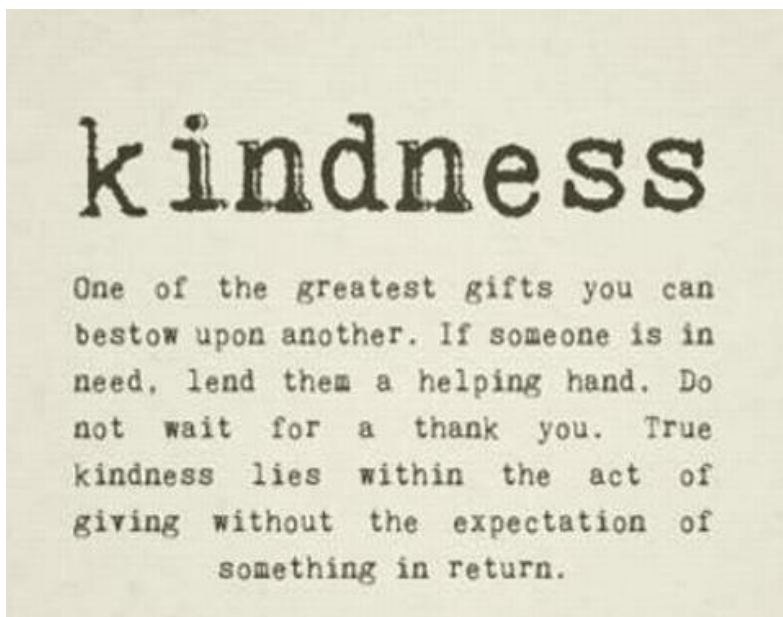 kindness
One of the greatest gifts you can
bestow upon another. If someone is in
need, lend them a helping hand. Do
not wait for a thank you. True
kindness lies within the act of
giving without the expectation of
something in return.